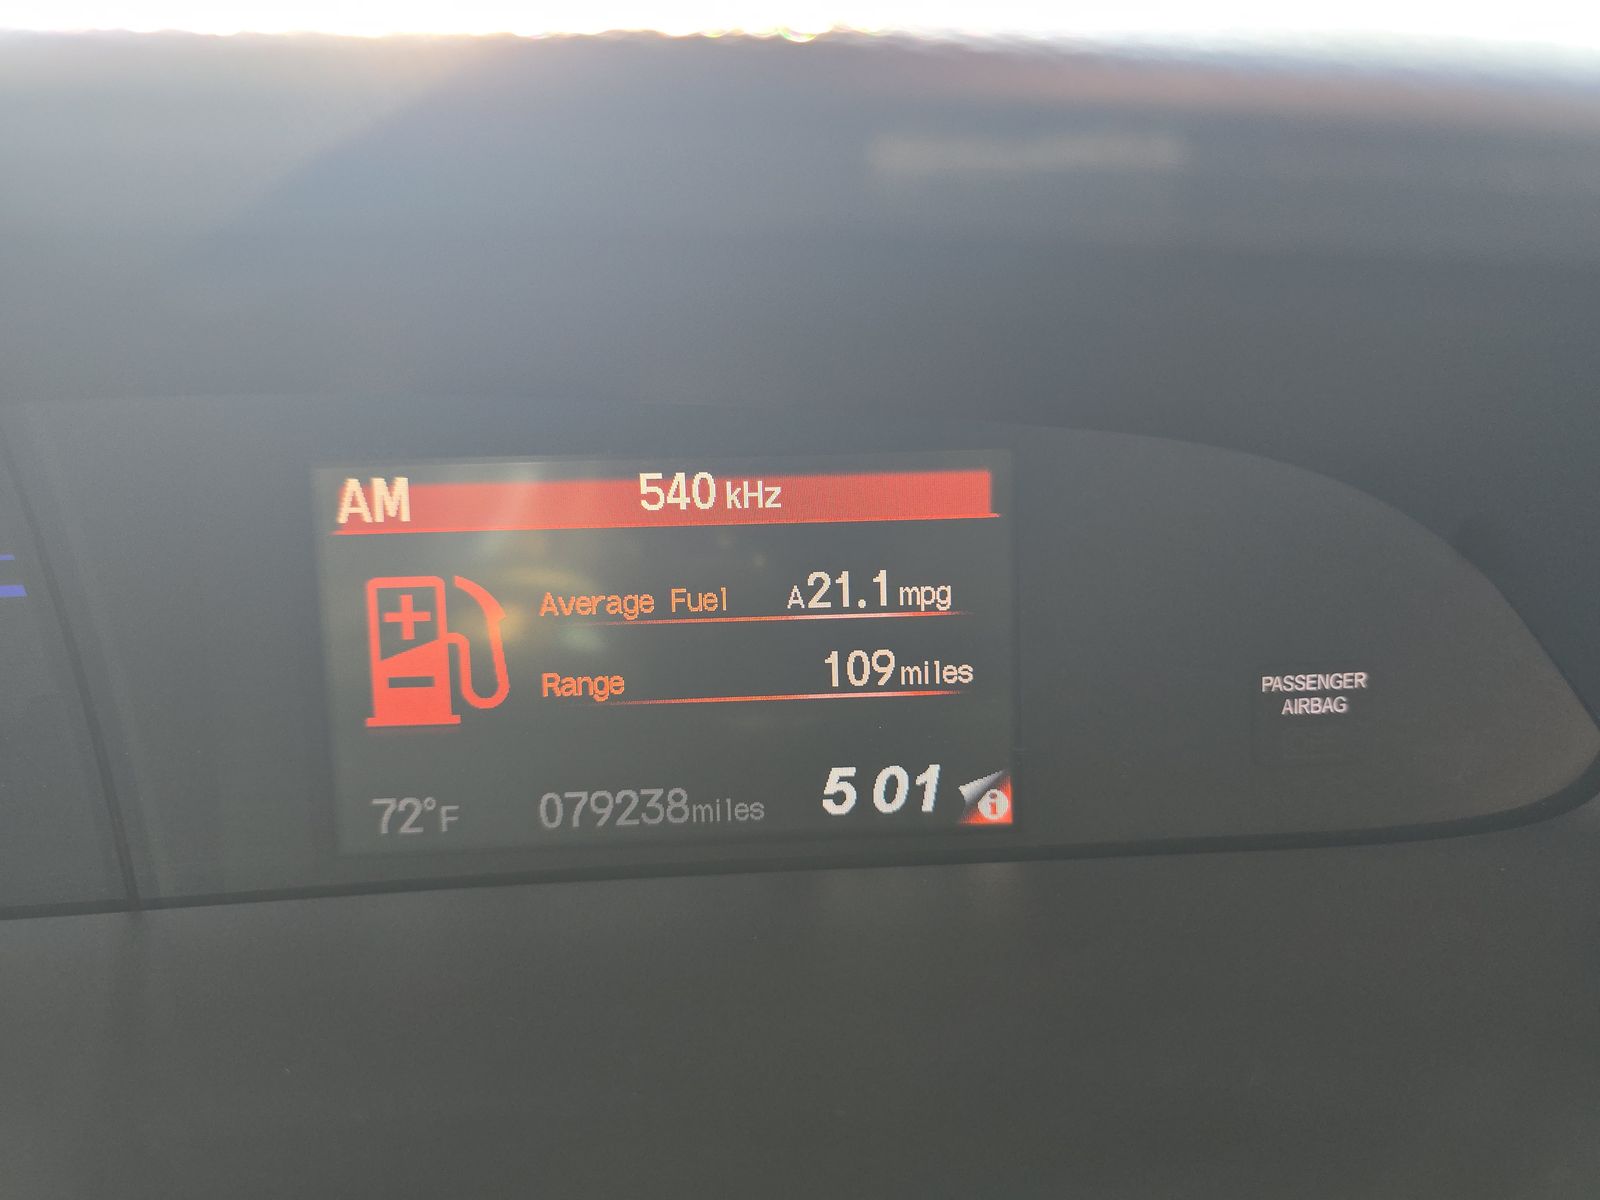 AM 540 kHz
Average Fuel A21.1 mpg
Range 109 miles
72°F 079238 miles 5 01
PASSENGER
AIRBAG